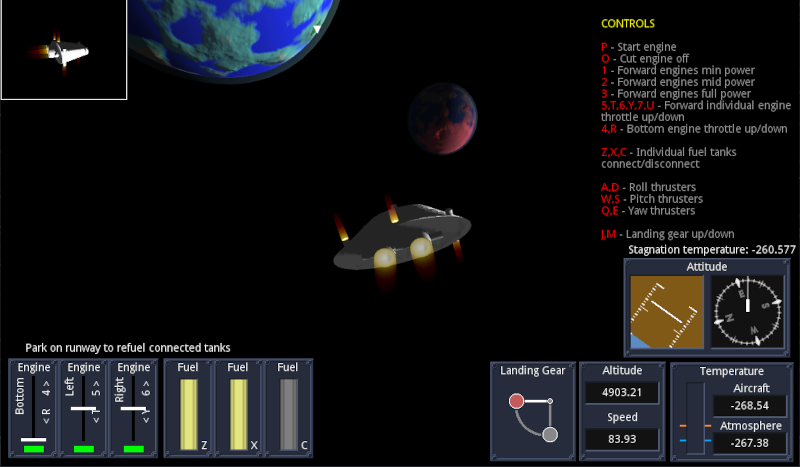 CONTROLS
P - Start engine
O - Cut engine off
1 - Forward engines min power
2 - Forward engines mid power
3 - Forward engines full power
5,T,6,Y,7,U - Forward individual engine
throttle up/down
4,R - Bottom engine throttle up/down
Z,X,C - Individual fuel tanks
connect/disconnect
A,D - Roll thrusters
W,S - Pitch thrusters
Q,E - Yaw thrusters
J,M - Landing gear up/down
Stagnation temperature: -260.577
Attitude
E
S
N
W
Park on runway to refuel connected tanks
Engine
Bottom
< R 4 >
Engine
Left
< T 5 >
Engine
Right
6 >
Fuel
Z
Fuel
X
Fuel
C
Landing Gear
Altitude
4903.21
Speed
83.93
Temperature
Aircraft
-268.54
Atmosphere
-267.38